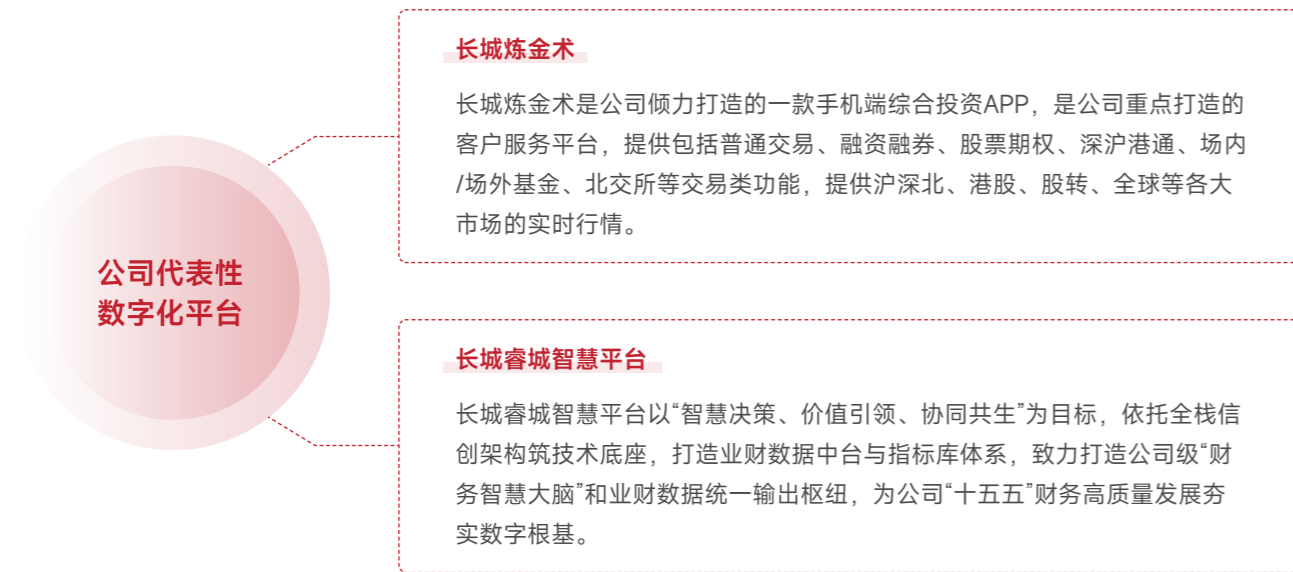 公司代表性
数字化平台
长城炼金术
长城炼金术是公司倾力打造的一款手机端综合投资APP，是公司重点打造的
客户服务平台，提供包括普通交易、融资融券、股票期权、深沪港通、场内
/场外基金、北交所等交易类功能，提供沪深北、港股、股转、全球等各大
市场的实时行情。
长城睿城智慧平台
长城睿城智慧平台以“智慧决策、价值引领、协同共生”为目标，依托全栈信
创架构筑技术底座，打造业财数据中台与指标库体系，致力打造公司级“财
务智慧大脑”和业财数据统一输出枢纽，为公司“十五五”财务高质量发展夯
实数字根基。